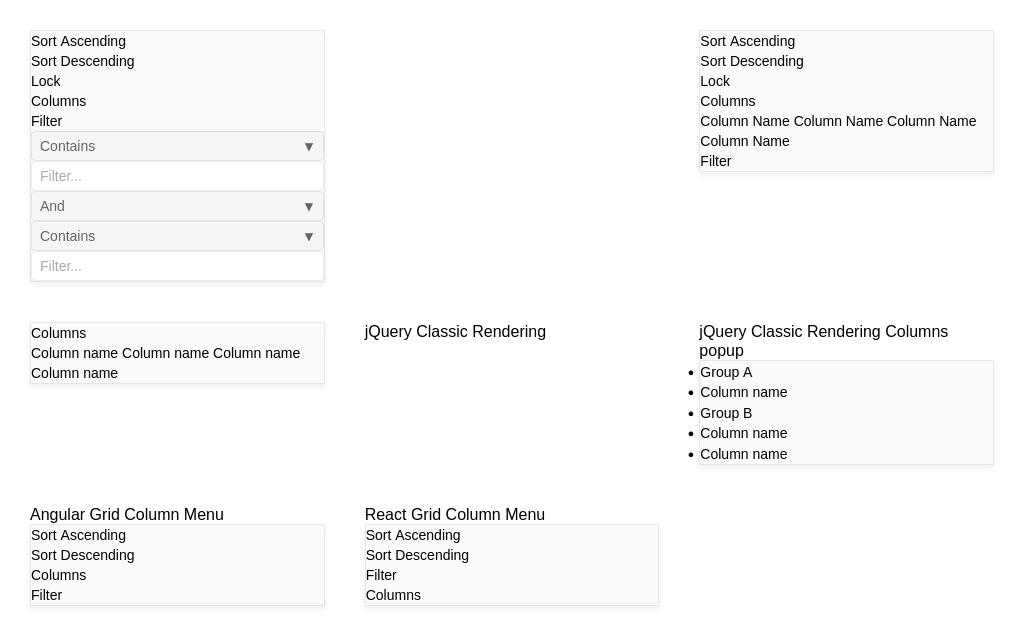 Sort Ascending
Sort Descending
Lock
Columns
Filter
Contains
Filter...
And
Contains
Filter...
Sort Ascending
Sort Descending
Lock
Columns
Column Name Column Name Column Name
Column Name
Filter
Columns
Column name Column name Column name
Column name
jQuery Classic Rendering
jQuery Classic Rendering Columns
popup
Group A
Column name
Group B
Column name
Column name
Angular Grid Column Menu
Sort Ascending
Sort Descending
Columns
Filter
React Grid Column Menu
Sort Ascending
Sort Descending
Filter
Columns